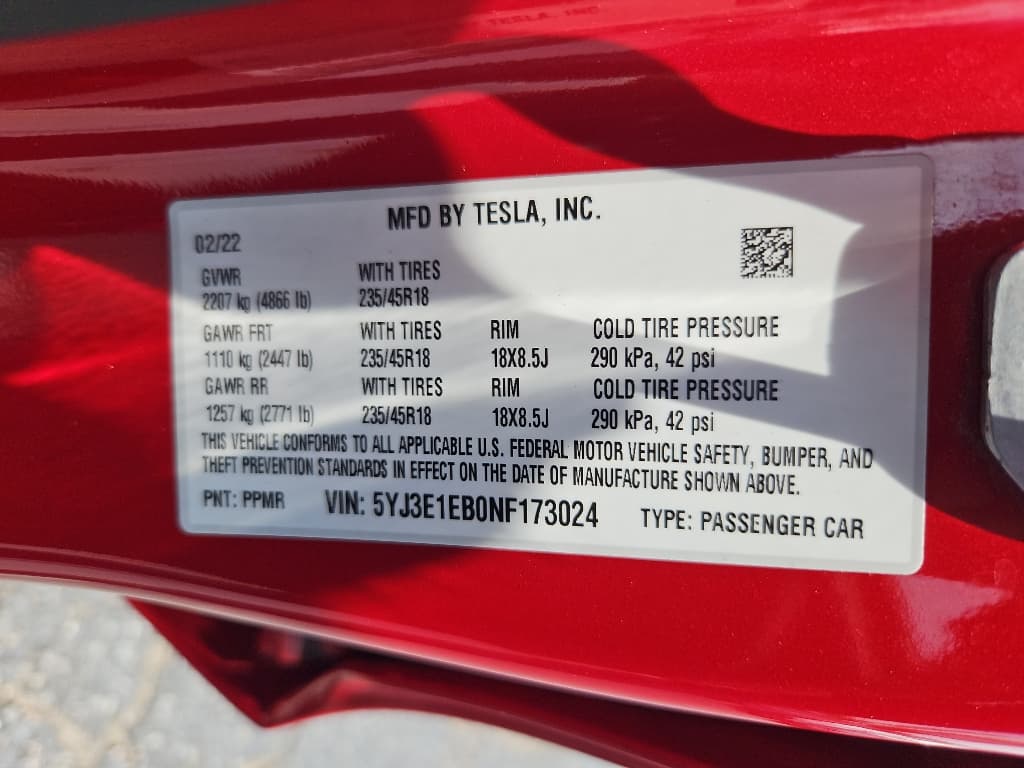 TESLA, INC
MFD BY TESLA, INC.
02/22
GVWR WITH TIRES
2207 kg (4866 lb) 235/45R18
GAWR FRT WITH TIRES RIM COLD TIRE PRESSURE
1110 kg (2447 lb) 235/45R18 18X8.5J 290 kPa, 42 psi
GAWR RR WITH TIRES RIM COLD TIRE PRESSURE
1257 kg (2771 lb) 235/45R18 18X8.5J 290 kPa, 42 psi
THIS VEHICLE CONFORMS TO ALL APPLICABLE U.S. FEDERAL MOTOR VEHICLE SAFETY, BUMPER, AND
THEFT PREVENTION STANDARDS IN EFFECT ON THE DATE OF MANUFACTURE SHOWN ABOVE.
PNT: PPMR VIN: 5YJ3E1EB0NF173024 TYPE: PASSENGER CAR